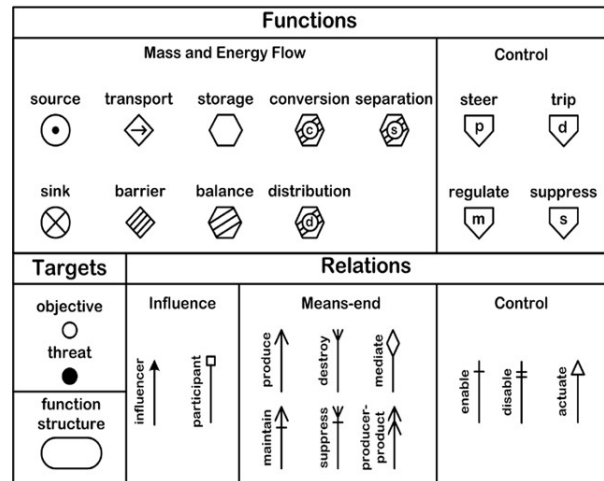 Functions
Mass and Energy Flow
Control
source transport storage conversion separation
c s
steer trip
p d
sink barrier balance distribution
d
regulate suppress
m s
Targets
Relations
objective
threat
function
structure
Influence
influencer
participant
Means-end
produce
destroy
mediate
maintain
suppress
producer-
product
Control
enable
disable
actuate